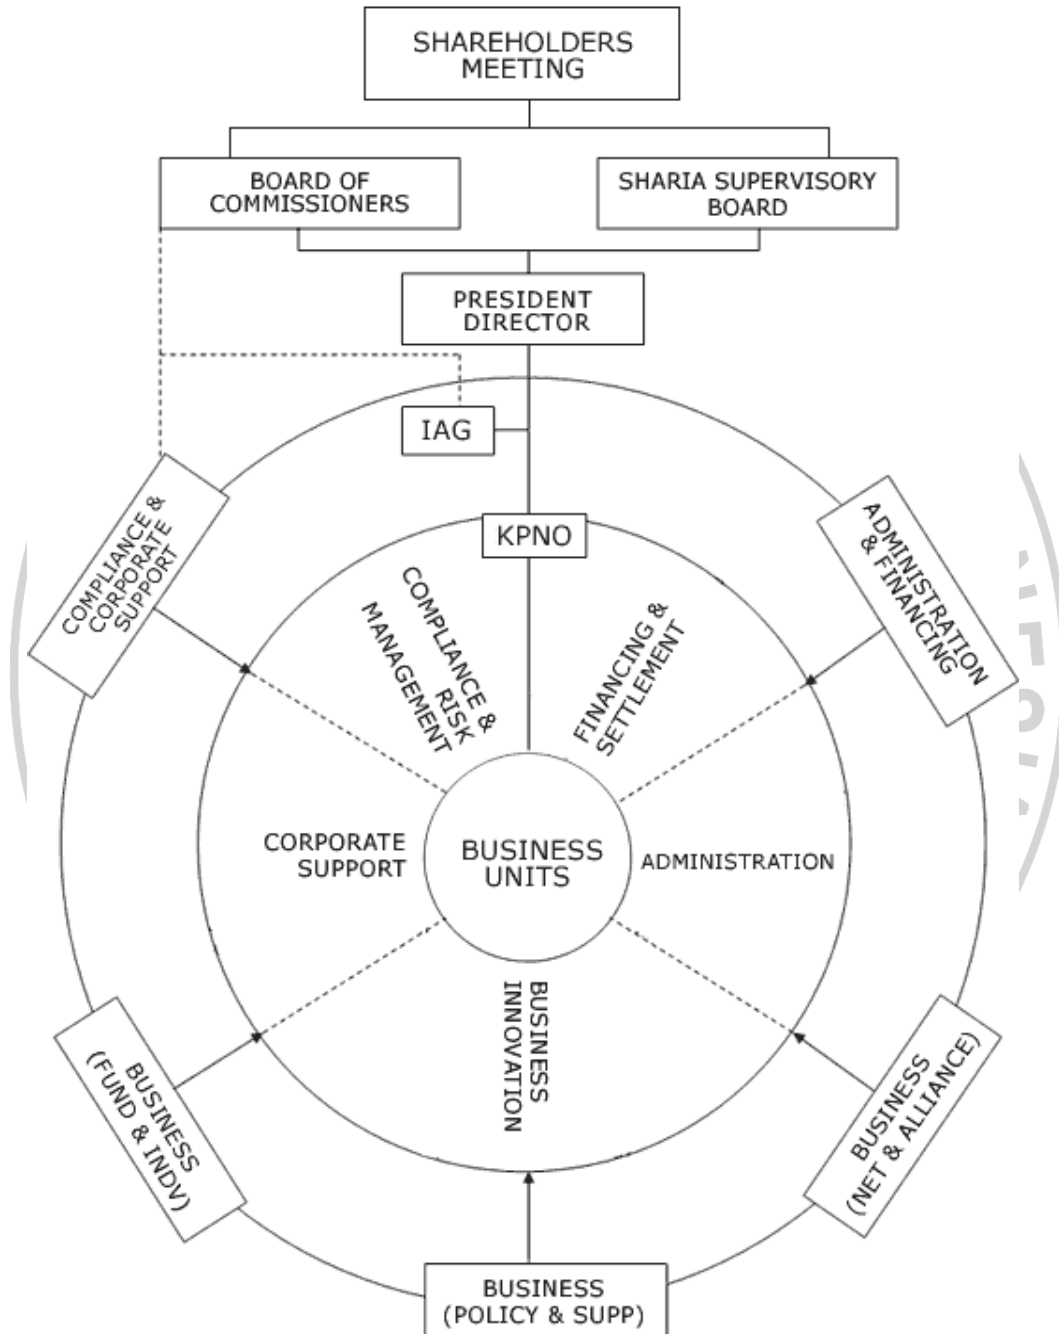 SHAREHOLDERS
MEETING
BOARD OF
COMMISSIONERS
SHARIA SUPERVISORY
BOARD
PRESIDENT
DIRECTOR
IAG
KPNO
COMPLIANCE &
CORPORATE
SUPPORT
ADMINISTRATION
& FINANCING
COMPLIANCE &
RISK
MANAGEMENT
FINANCING &
SETTLEMENT
CORPORATE
SUPPORT
BUSINESS
UNITS
ADMINISTRATION
BUSINESS
INNOVATION
BUSINESS
(FUND & INDV)
BUSINESS
(NET & ALLIANCE)
BUSINESS
(POLICY & SUPP)